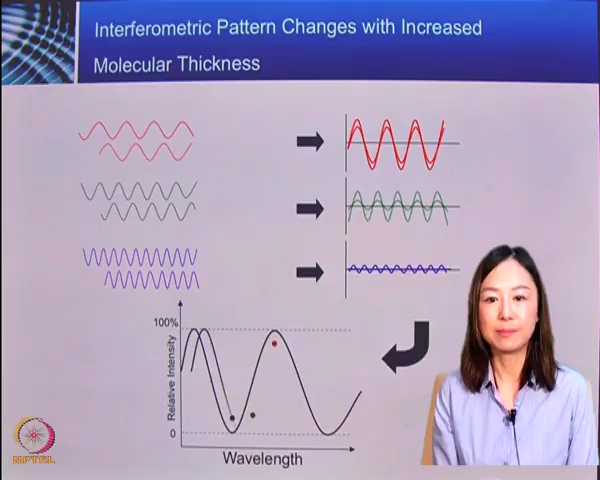 Interferometric Pattern Changes with Increased
Molecular Thickness
100%
Relative Intensity
0
Wavelength
NPTEL